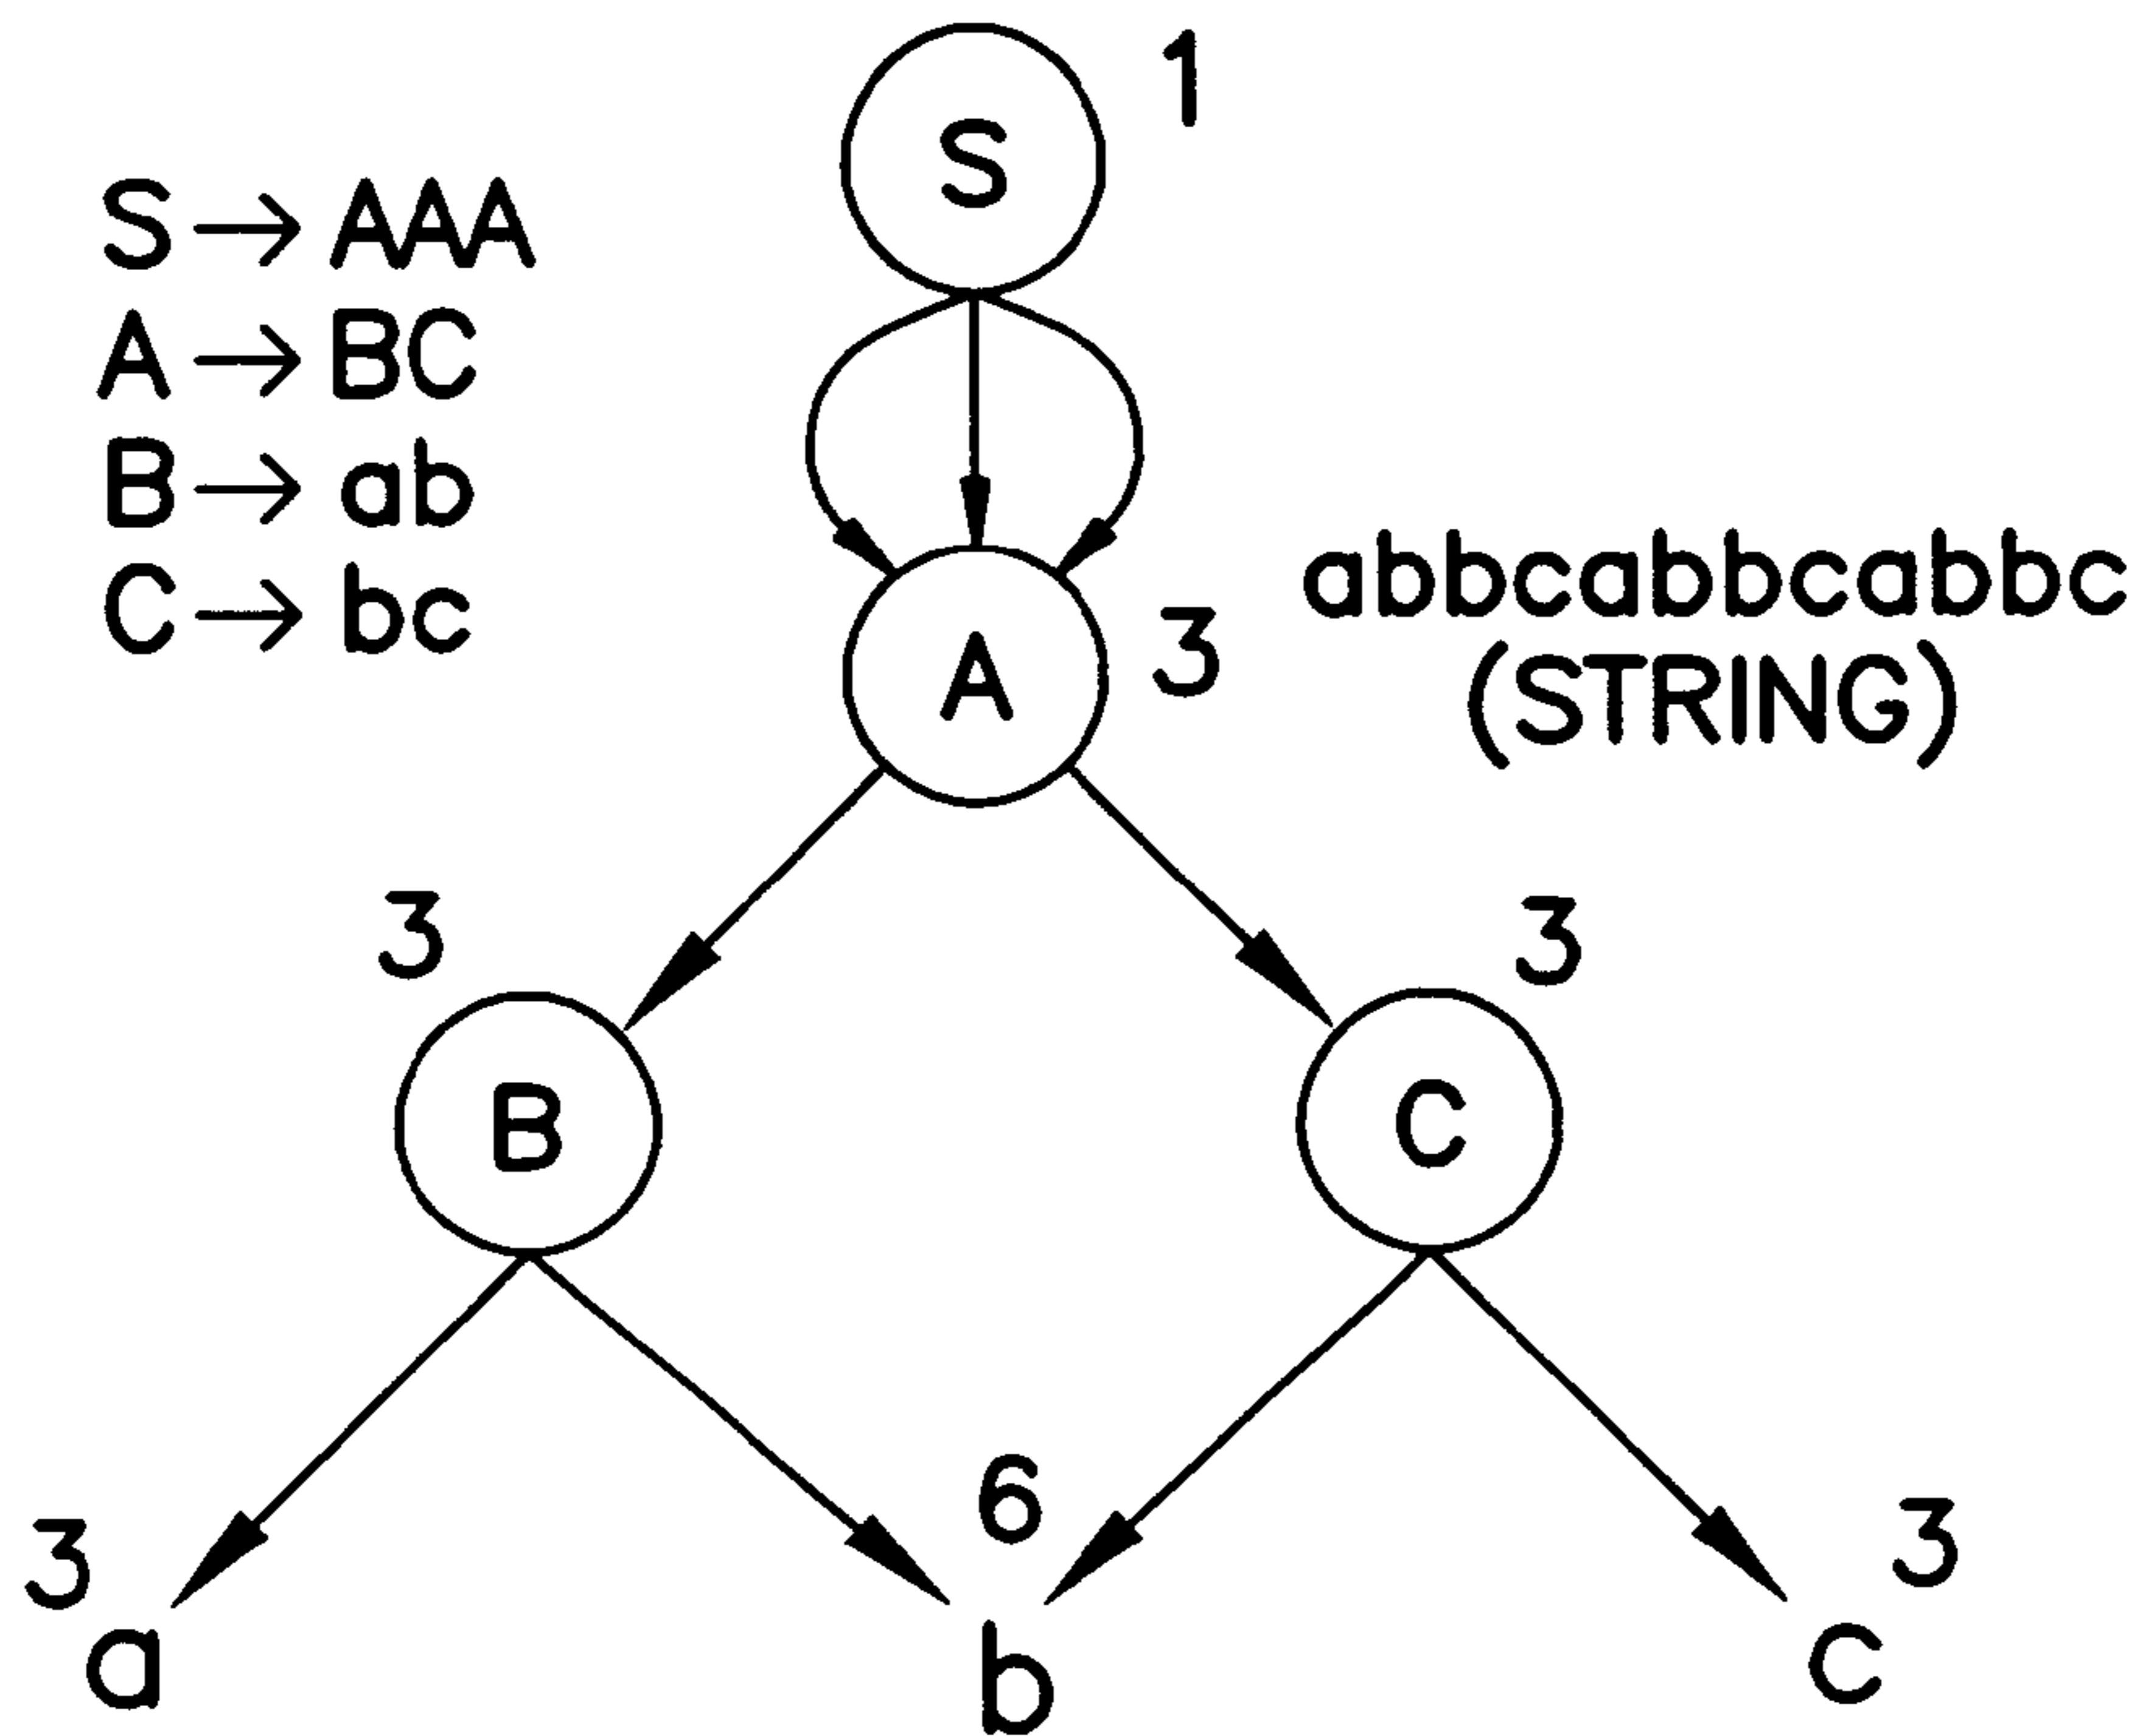 1
S
S → AAA
A → BC
B → ab
C → bc
abbcabbcabbc
(STRING)
A
3
3
3
B
C
6
3
3
a
b
c